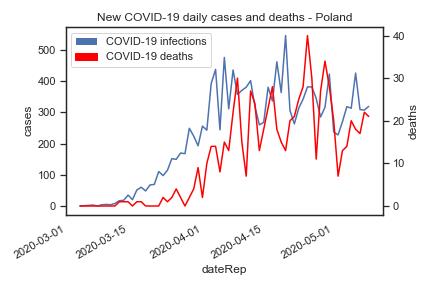 New COVID-19 daily cases and deaths - Poland
COVID-19 infections
COVID-19 deaths
500
400
300
200
100
0
cases
40
30
20
10
0
deaths
2020-03-01
2020-03-15
2020-04-01
2020-04-15
2020-05-01
dateRep